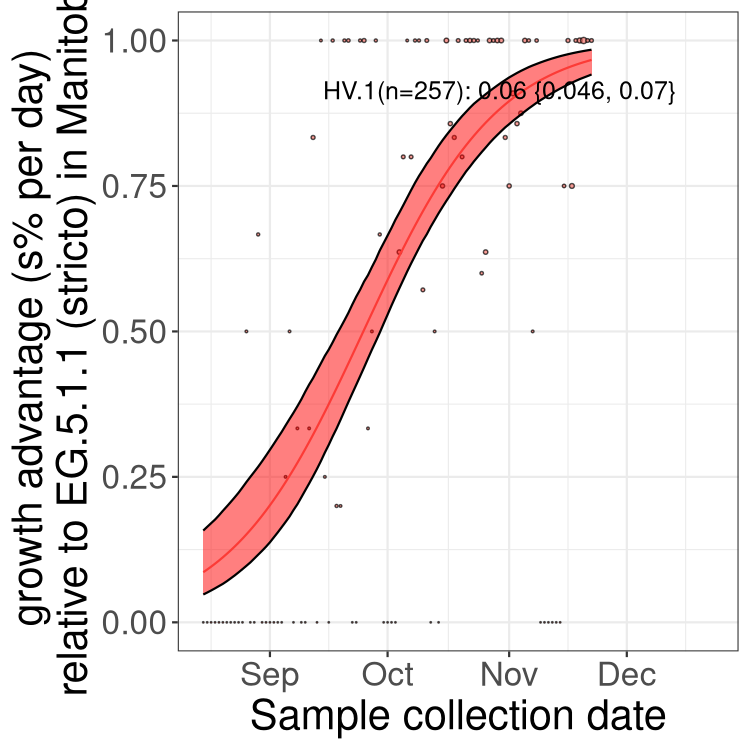 growth advantage (s% per day)
relative to EG.5.1.1 (stricto) in Manitob
1.00
0.75
0.50
0.25
0.00
HV.1(n=257): 0.06 {0.046, 0.07}
Sep Oct Nov Dec
Sample collection date